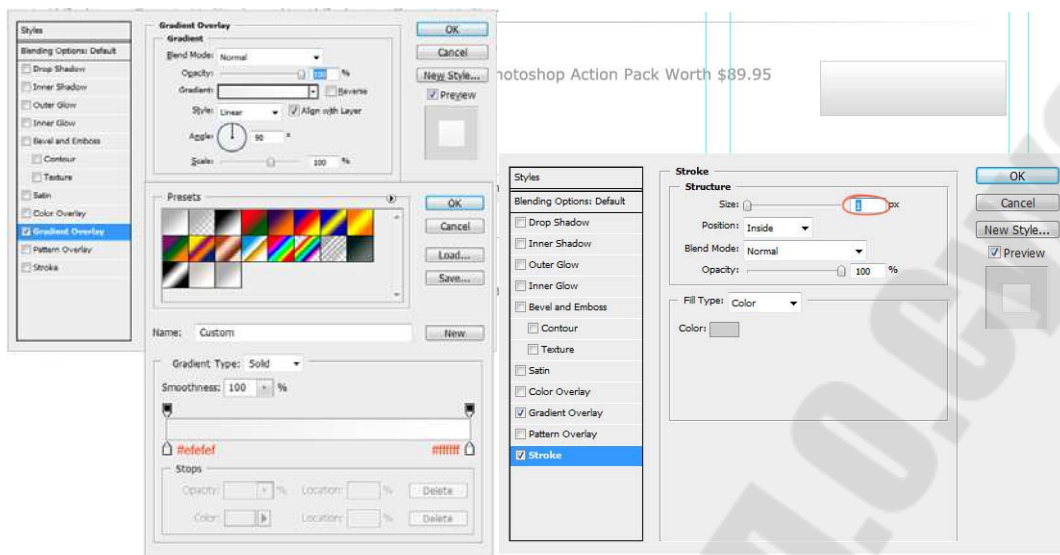 Styles
Blending Options: Default
Drop Shadow
Inner Shadow
Outer Glow
Inner Glow
Bevel and Emboss
Contour
Texture
Satin
Color Overlay
Gradient Overlay
Pattern Overlay
Stroke
Gradient Overlay
Gradient
Blend Mode: Normal
Opacity: 100 %
Gradient: Reverse
Style: Linear Align with Layer
Angle: 90 °
Scale: 100 %
OK
Cancel
New Style...
Preview
Presets
OK
Cancel
Load...
Save...
Name: Custom New
Gradient Type: Solid
Smoothness: 100 %
#efefef #ffffff
Stops
Opacity: % Location: % Delete
Color: Location: % Delete
hotoshop Action Pack Worth $89.95
Styles
Blending Options: Default
Drop Shadow
Inner Shadow
Outer Glow
Inner Glow
Bevel and Emboss
Contour
Texture
Satin
Color Overlay
Gradient Overlay
Pattern Overlay
Stroke
Stroke
Structure
Size: 1 px
Position: Inside
Blend Mode: Normal
Opacity: 100 %
Fill Type: Color
Color:
OK
Cancel
New Style...
Preview